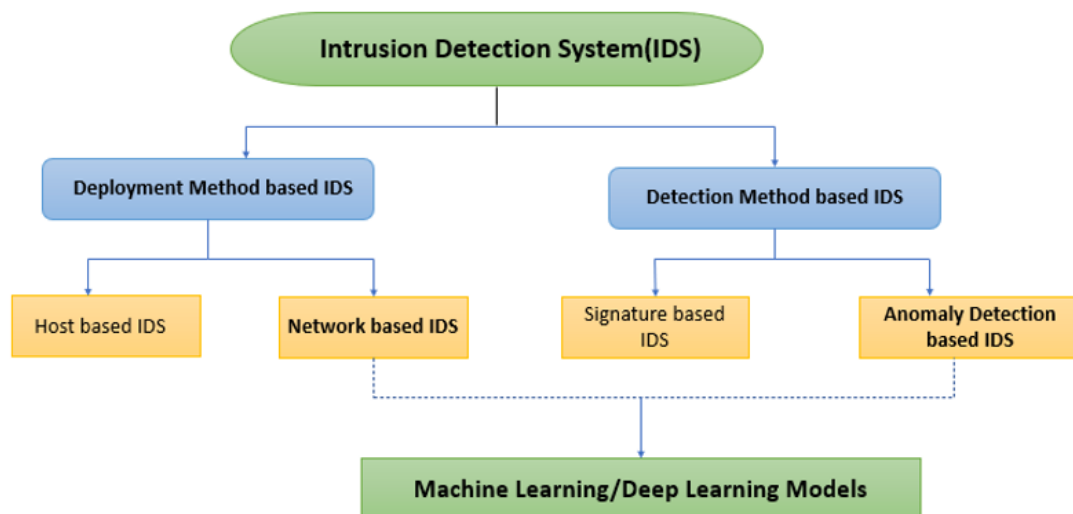 Intrusion Detection System(IDS)
Deployment Method based IDS
Detection Method based IDS
Host based IDS
Network based IDS
Signature based
IDS
Anomaly Detection
based IDS
Machine Learning/Deep Learning Models